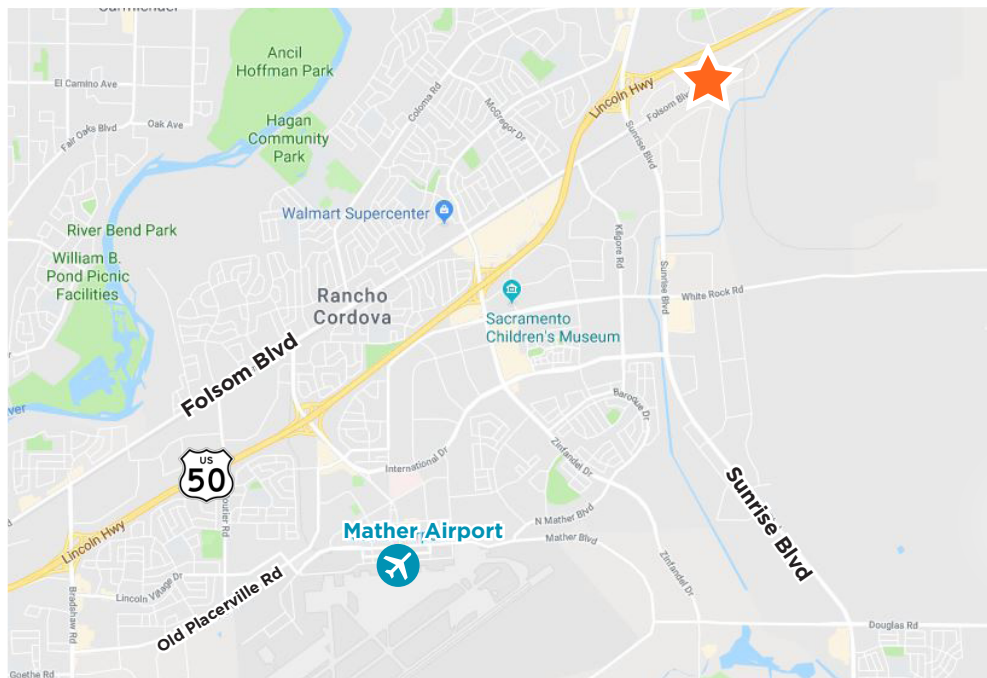 Carmichael
Ancil
Hoffman Park
El Camino Ave
Coloma Rd
Lincoln Hwy
Folsom Blvd
McGregor Dr
Fair Oaks Blvd
Oak Ave
Hagan
Community
Park
Sunrise Blvd
Walmart Supercenter
River Bend Park
Kilgore Rd
William B.
Pond Picnic
Facilities
Sunrise Blvd
Rancho
Cordova
White Rock Rd
Sacramento
Children's Museum
Folsom Blvd
Baroque Dr
International Dr
Zinfandel Dr
US
50
Sunrise Blvd
Routier Rd
N Mather Blvd
Mather Airport
Mather Blvd
Lincoln Hwy
Zinfandel Dr
Lincoln Village Dr
Old Placerville Rd
Bradshaw Rd
Douglas Rd
Goethe Rd